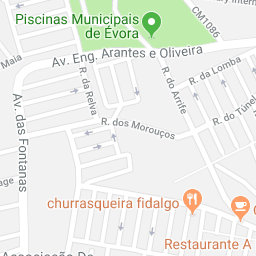 Piscinas Municipais
de Évora
CM1086
Maia
Av. Eng. Arantes e Oliveira
R. da Relva
R. do Arrife
R. da Lomba
R. do Túnel
Av. das Fontanas
R. dos Morouços
churrasqueira fidalgo
Restaurante A